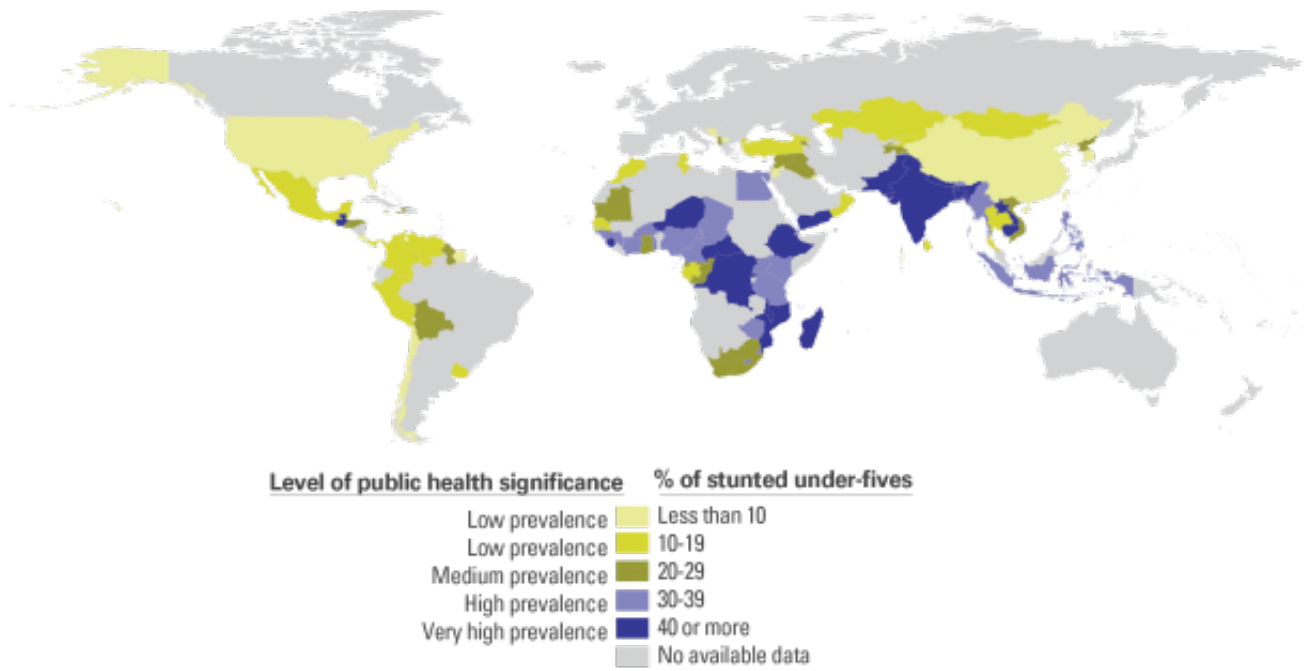 Level of public health significance % of stunted under-fives
Low prevalence Less than 10
Low prevalence 10-19
Medium prevalence 20-29
High prevalence 30-39
Very high prevalence 40 or more
No available data